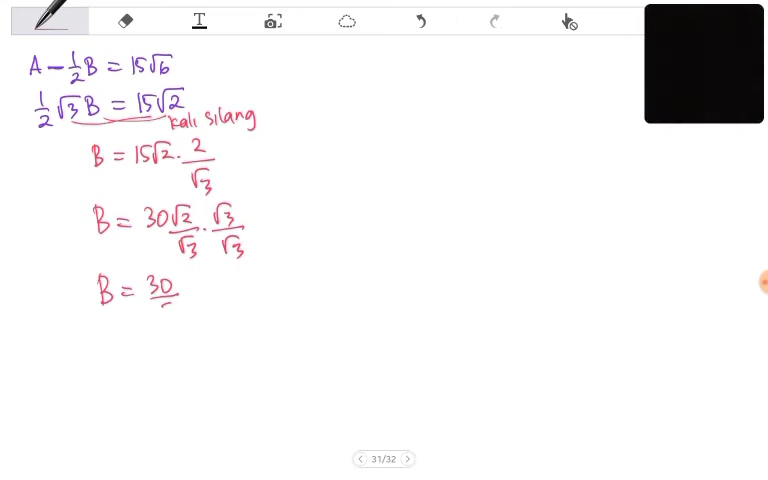 A - 1/2 B = 15√6
1/2 √3 B = 15√2
kali silang
B = 15√2 · 2/√3
B = 30√2/√3 · √3/√3
B = 30
T
31/32